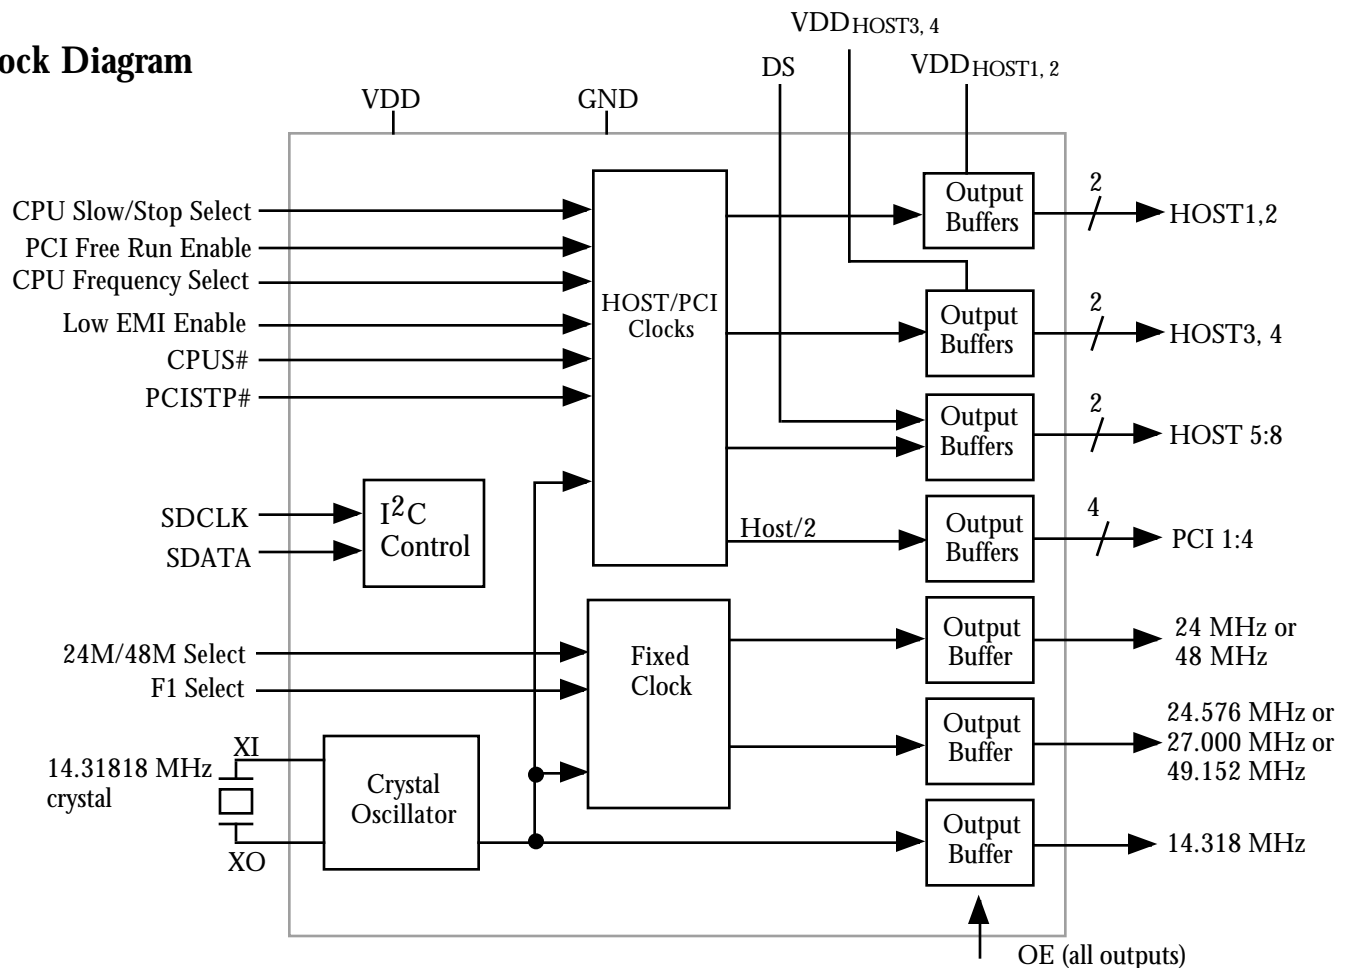 ock Diagram
VDD HOST3, 4
DS
VDD HOST1, 2
VDD
GND
CPU Slow/Stop Select
PCI Free Run Enable
CPU Frequency Select
Low EMI Enable
CPUS#
PCISTP#
HOST/PCI
Clocks
Output
Buffers
2
HOST1,2
Output
Buffers
2
HOST3, 4
Output
Buffers
2
HOST 5:8
SDCLK
SDATA
I2C
Control
Host/2
Output
Buffers
4
PCI 1:4
24M/48M Select
F1 Select
Fixed
Clock
Output
Buffer
24 MHz or
48 MHz
Output
Buffer
24.576 MHz or
27.000 MHz or
49.152 MHz
14.31818 MHz
crystal
XI
XO
Crystal
Oscillator
Output
Buffer
14.318 MHz
OE (all outputs)